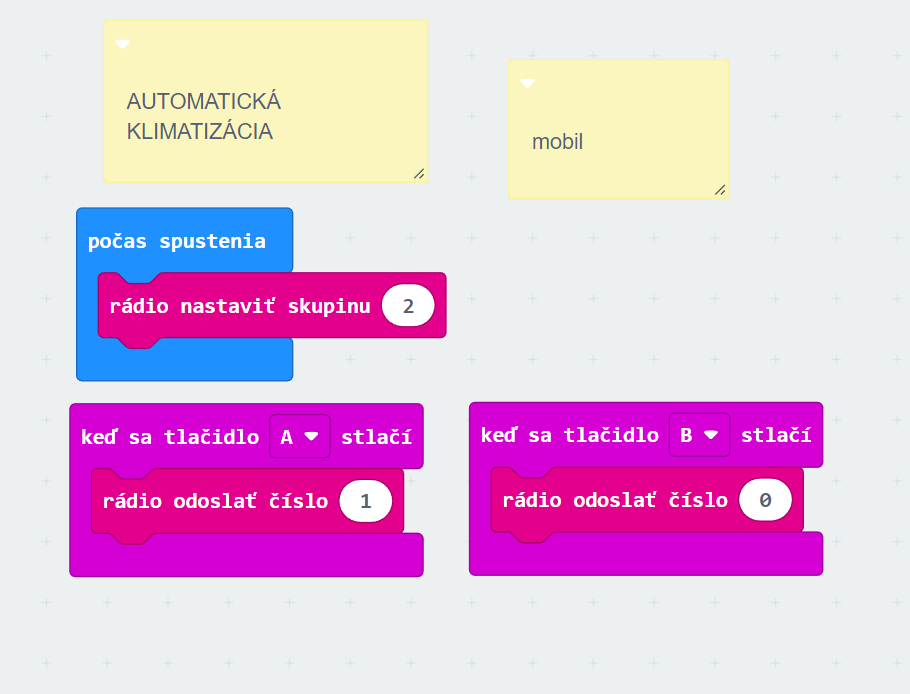 AUTOMATICKÁ
KLIMATIZÁCIA
mobil
počas spustenia
rádio nastaviť skupinu 2
keď sa tlačidlo A stlačí
rádio odoslať číslo 1
keď sa tlačidlo B stlačí
rádio odoslať číslo 0